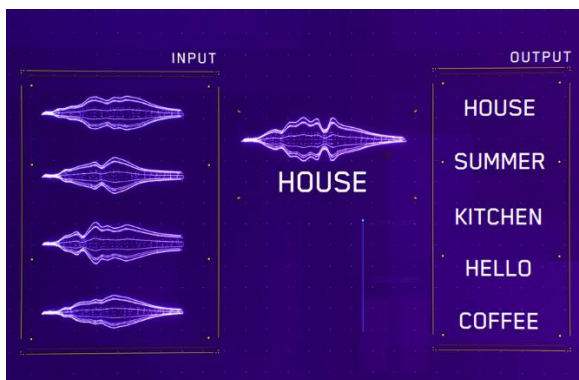 INPUT
OUTPUT
HOUSE
HOUSE
SUMMER
KITCHEN
HELLO
COFFEE